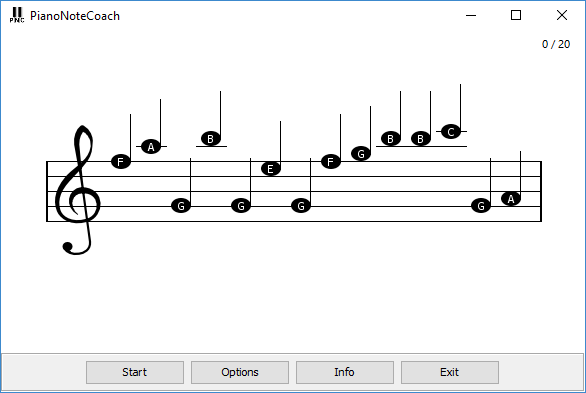 PNC PianoNoteCoach
0 / 20
F A G B G E G F G B B C G A
Start Options Info Exit